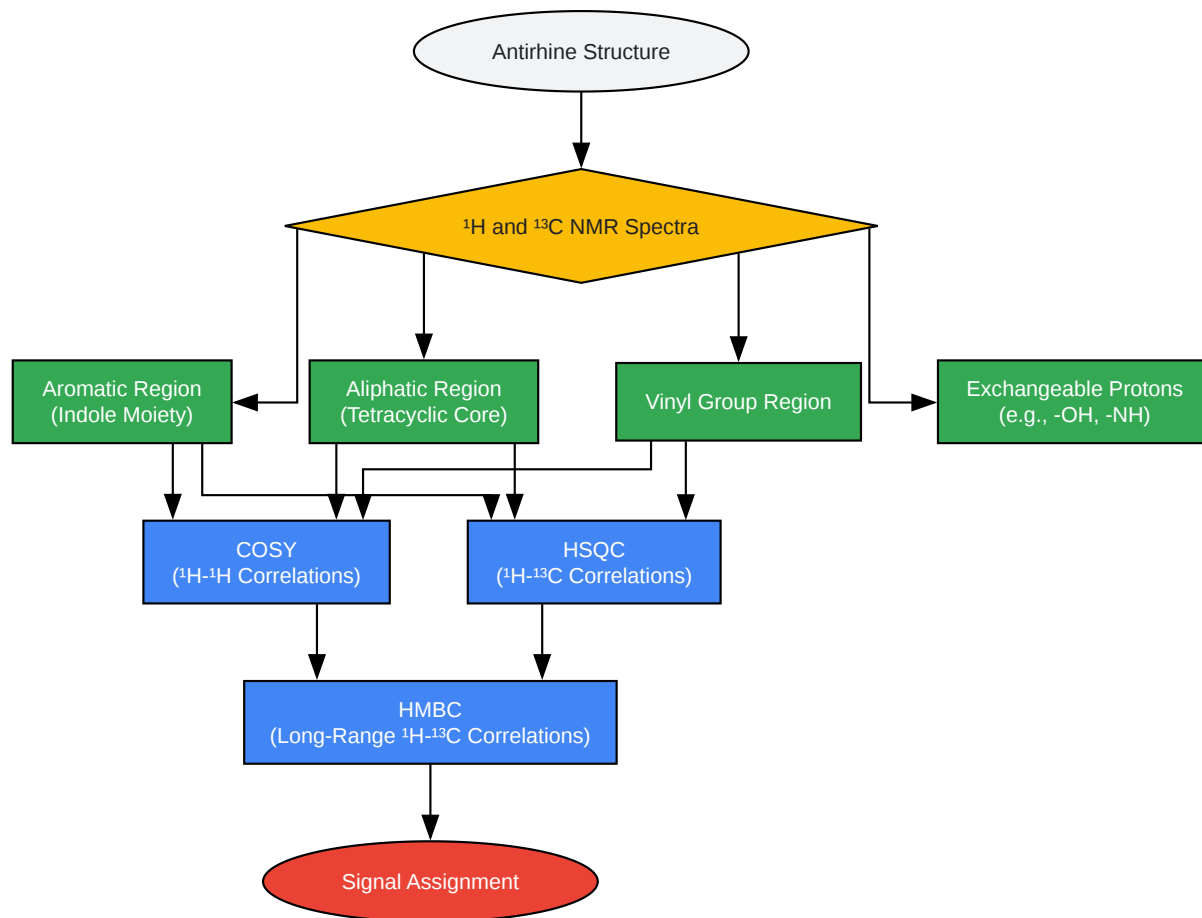 Antirhine Structure
¹H and ¹³C NMR Spectra
Aromatic Region
(Indole Moiety)
Aliphatic Region
(Tetracyclic Core)
Vinyl Group Region
Exchangeable Protons
(e.g., -OH, -NH)
COSY
(¹H-¹H Correlations)
HSQC
(¹H-¹³C Correlations)
HMBC
(Long-Range ¹H-¹³C Correlations)
Signal Assignment